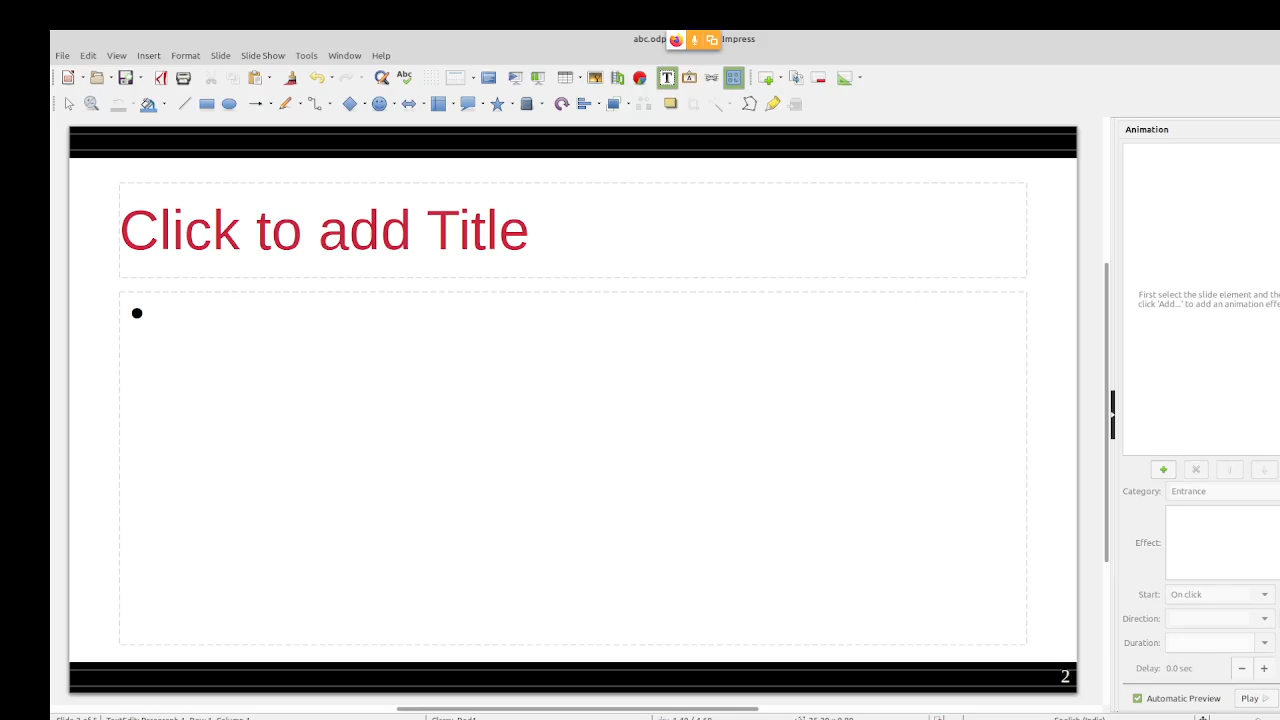 abc.odp Impress
File Edit View Insert Format Slide Slide Show Tools Window Help
Abc
T
Animation
Click to add Title
First select the slide element and the
click 'Add...' to add an animation effe
Category: Entrance
Effect:
Start: On click
Direction:
Duration:
Delay: 0.0 sec
2
Automatic Preview Play